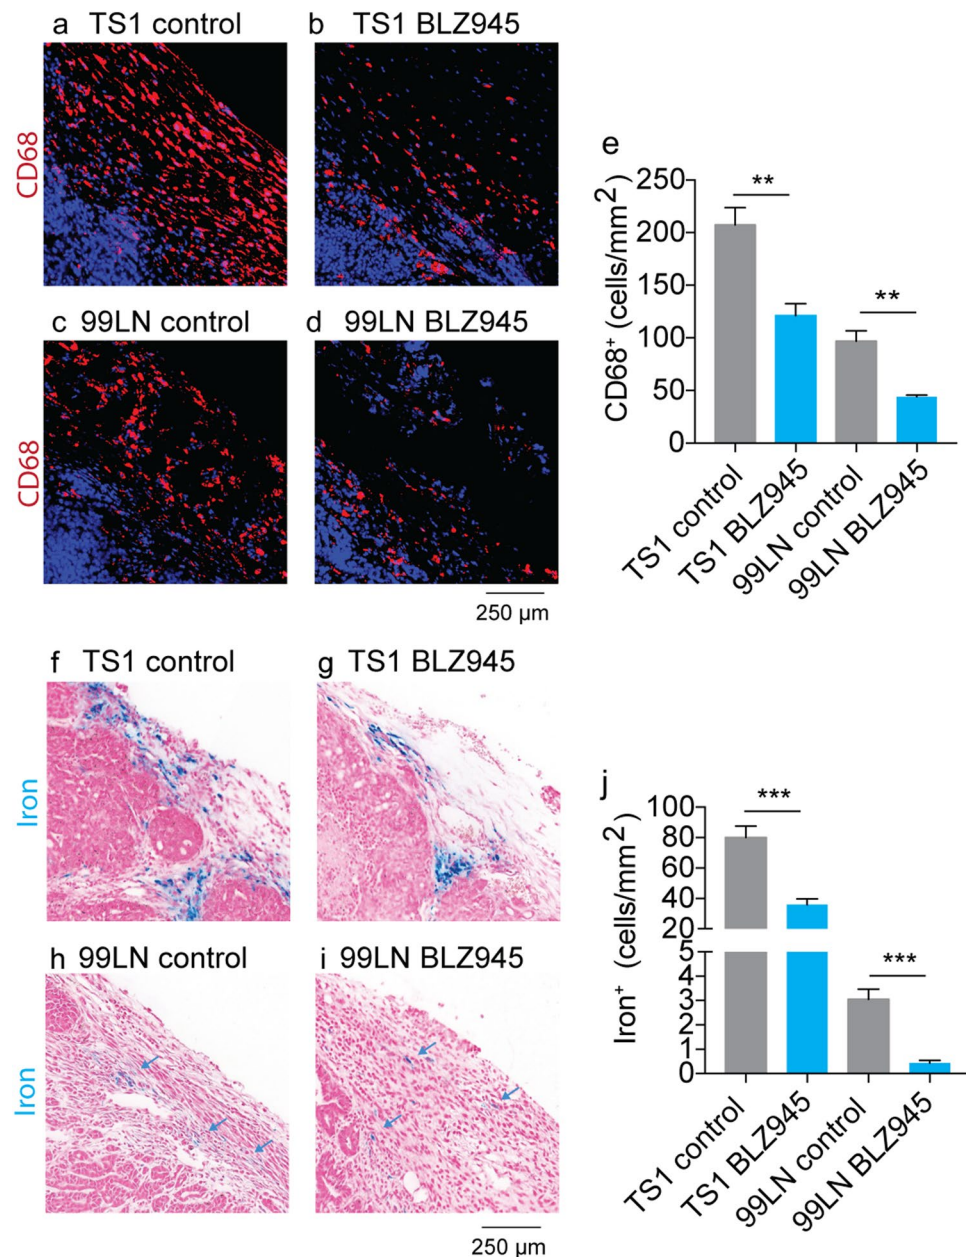 a TS1 control
b TS1 BLZ945
CD68
c 99LN control
d 99LN BLZ945
CD68
250 µm
e
CD68⁺ (cells/mm²)
250
200
150
100
50
0
**
**
TS1 control
TS1 BLZ945
99LN control
99LN BLZ945
f TS1 control
g TS1 BLZ945
Iron
h 99LN control
i 99LN BLZ945
Iron
250 µm
j
Iron⁺ (cells/mm²)
100
80
60
40
20
5
4
3
2
1
0
***
***
TS1 control
TS1 BLZ945
99LN control
99LN BLZ945